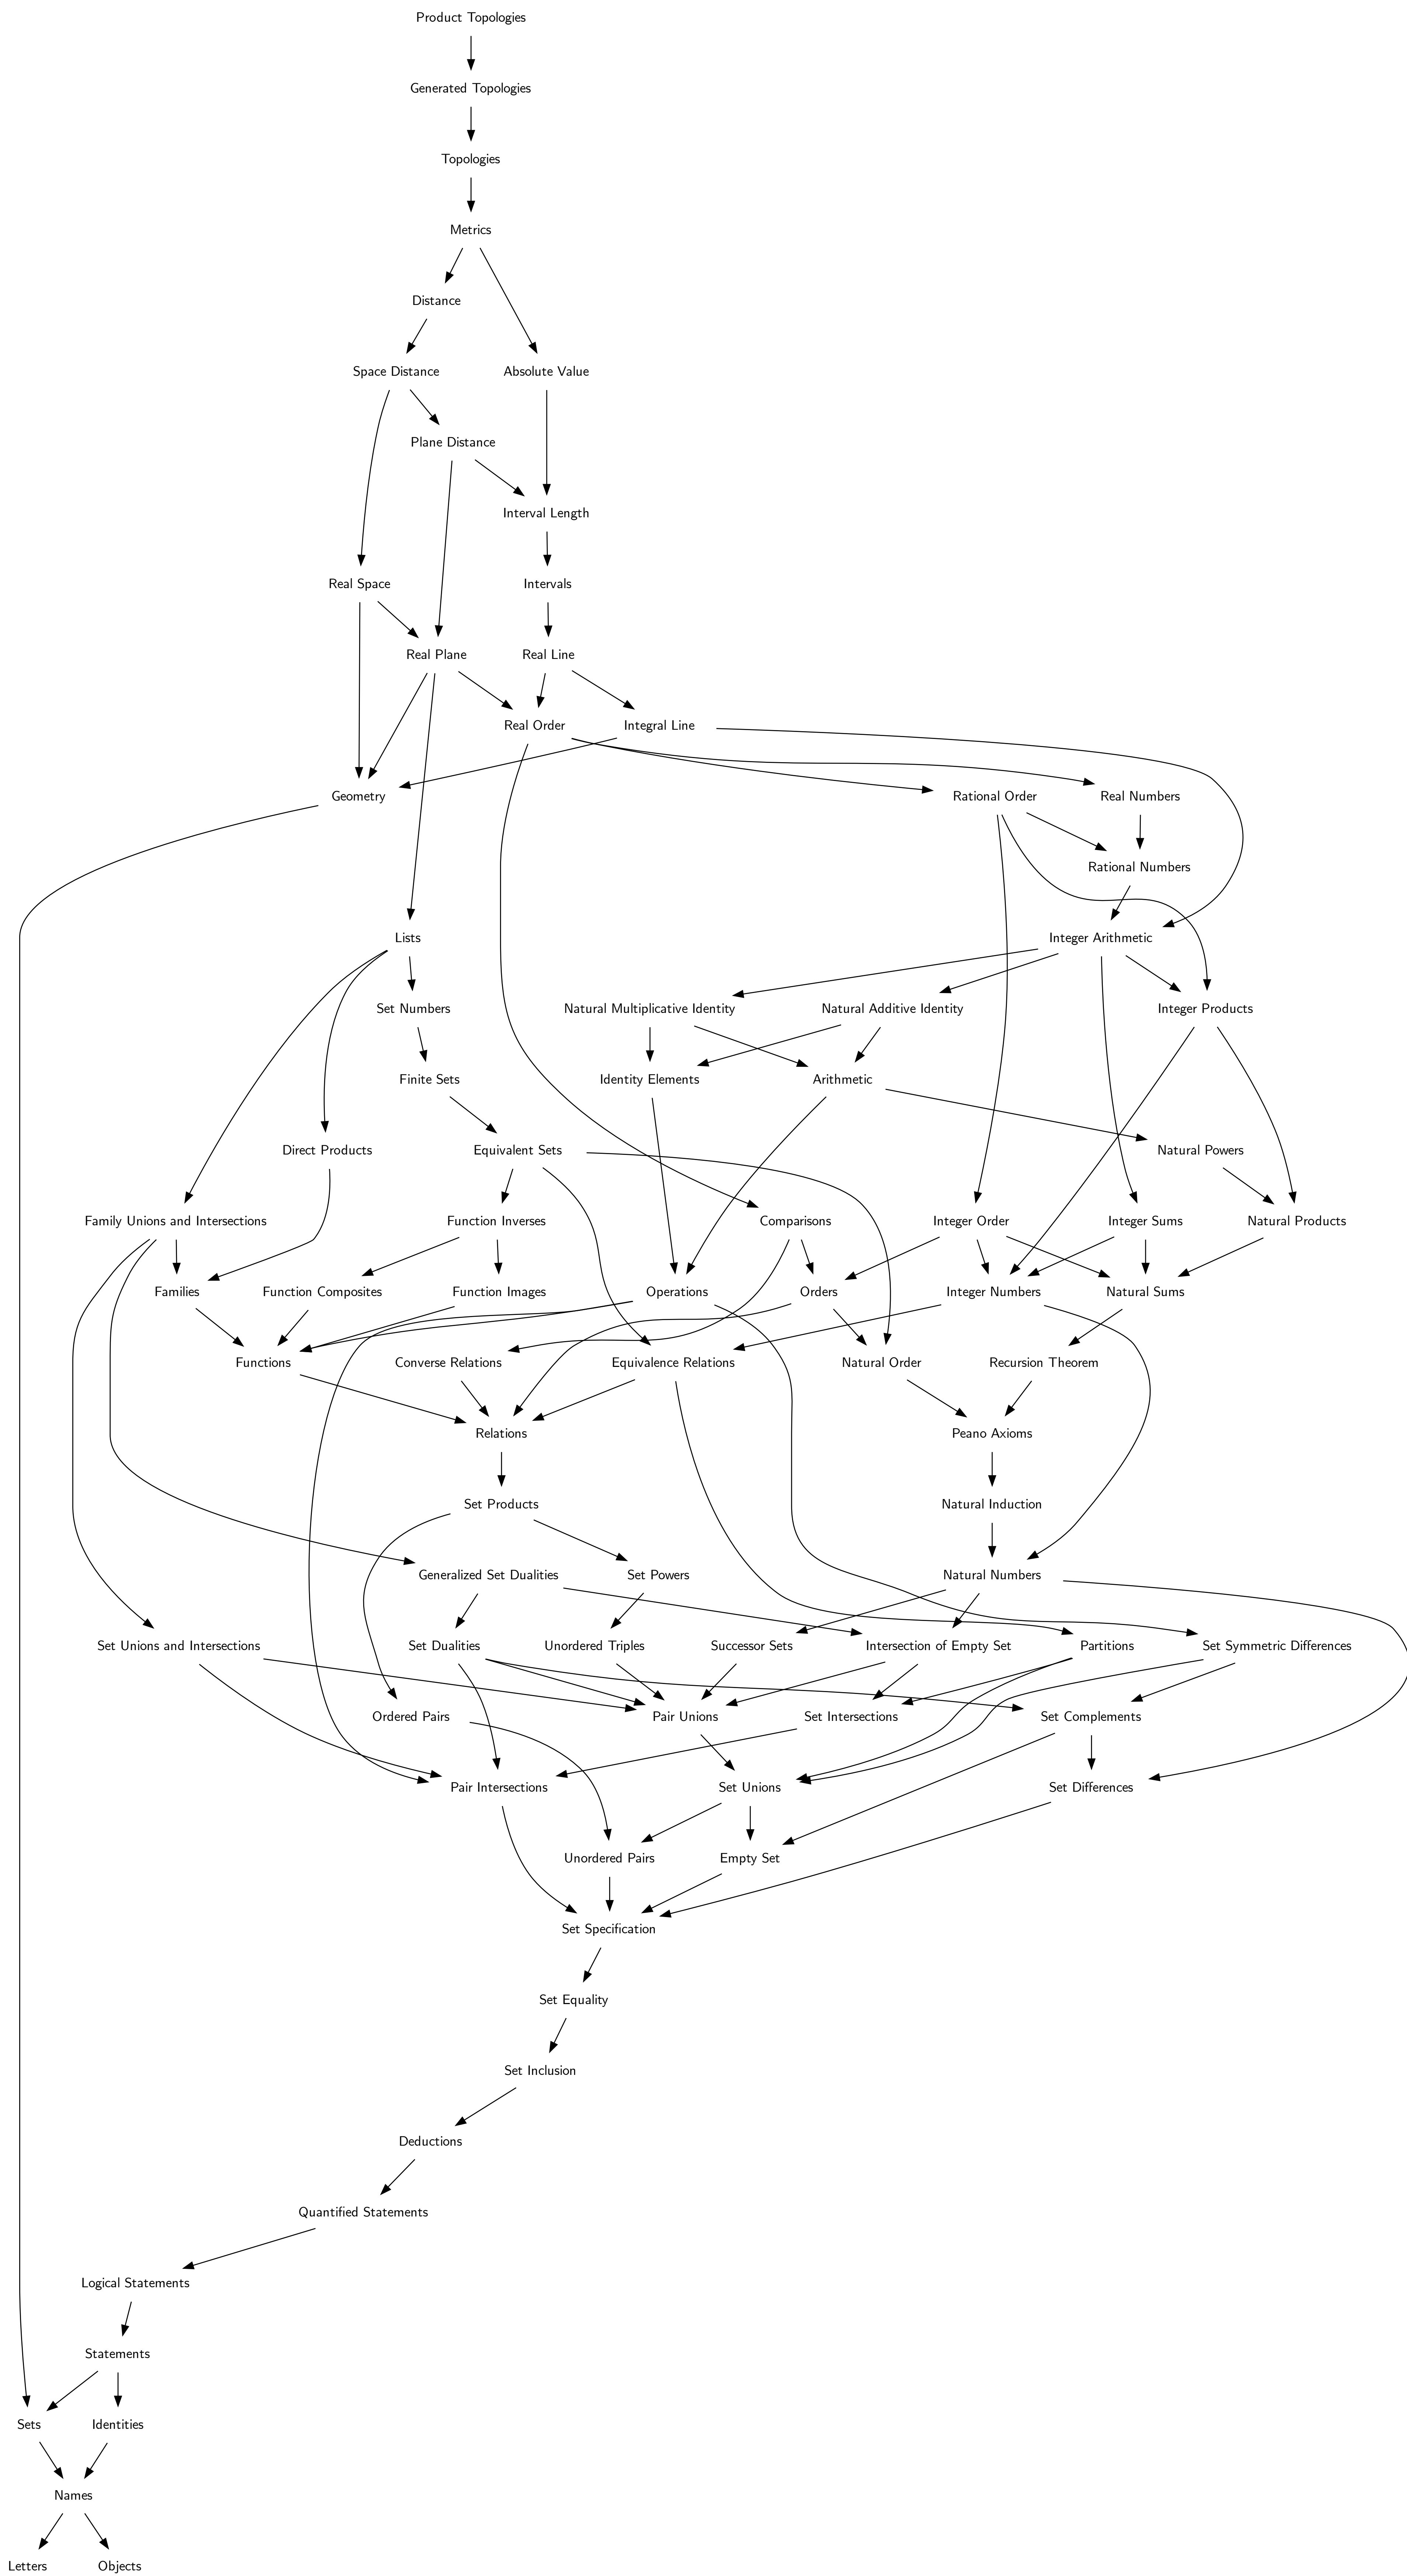 Product Topologies
Generated Topologies
Topologies
Metrics
Distance
Space Distance
Absolute Value
Plane Distance
Interval Length
Real Space
Intervals
Real Plane
Real Line
Real Order
Integral Line
Geometry
Rational Order
Real Numbers
Rational Numbers
Lists
Integer Arithmetic
Set Numbers
Natural Multiplicative Identity
Natural Additive Identity
Integer Products
Finite Sets
Identity Elements
Arithmetic
Direct Products
Equivalent Sets
Natural Powers
Family Unions and Intersections
Function Inverses
Comparisons
Integer Order
Integer Sums
Natural Products
Families
Function Composites
Function Images
Operations
Orders
Integer Numbers
Natural Sums
Functions
Converse Relations
Equivalence Relations
Natural Order
Recursion Theorem
Relations
Peano Axioms
Set Products
Natural Induction
Generalized Set Dualities
Set Powers
Natural Numbers
Set Unions and Intersections
Set Dualities
Unordered Triples
Successor Sets
Intersection of Empty Set
Partitions
Set Symmetric Differences
Ordered Pairs
Pair Unions
Set Intersections
Set Complements
Pair Intersections
Set Unions
Set Differences
Unordered Pairs
Empty Set
Set Specification
Set Equality
Set Inclusion
Deductions
Quantified Statements
Logical Statements
Statements
Sets
Identities
Names
Letters
Objects